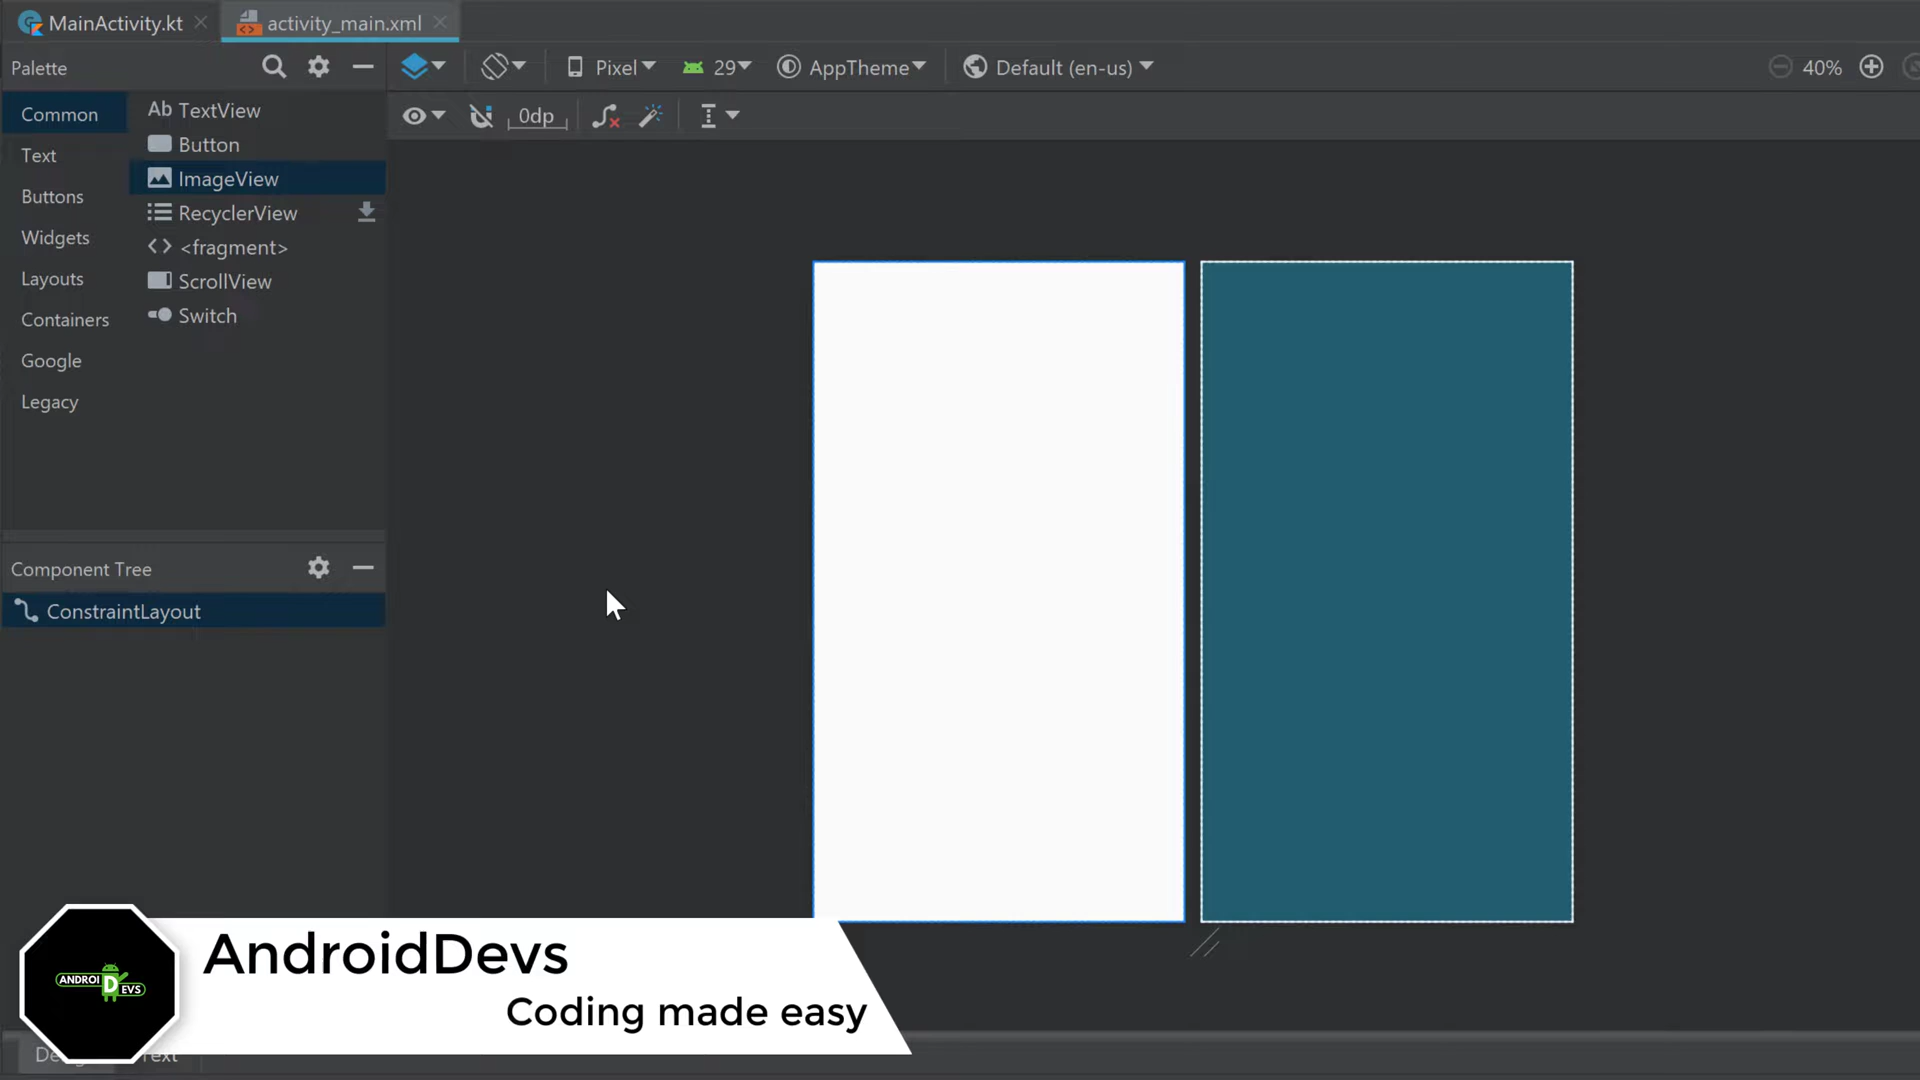 MainActivity.kt
activity_main.xml
Palette
Pixel
29
AppTheme
Default (en-us)
40%
0dp
Common
Text
Buttons
Widgets
Layouts
Containers
Google
Legacy
Ab TextView
Button
ImageView
RecyclerView
<fragment>
ScrollView
Switch
Component Tree
ConstraintLayout
ANDROI D EVS
AndroidDevs
Coding made easy